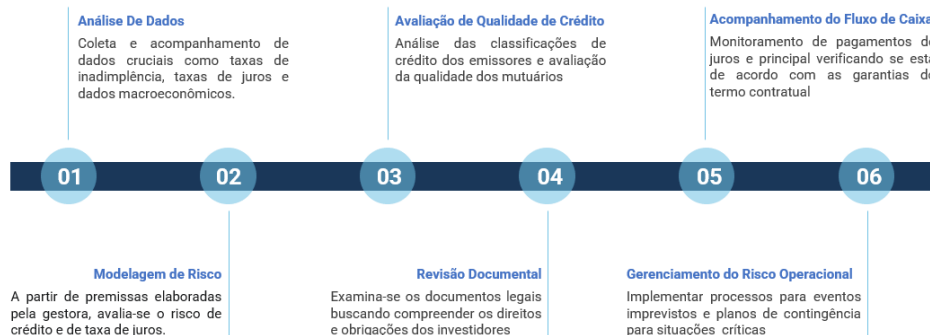 Análise De Dados
Coleta e acompanhamento de
dados cruciais como taxas de
inadimplência, taxas de juros e
dados macroeconômicos.
Avaliação de Qualidade de Crédito
Análise das classificações de
crédito dos emissores e avaliação
da qualidade dos mutuários
Acompanhamento do Fluxo de Caixa
Monitoramento de pagamentos de
juros e principal verificando se está
de acordo com as garantias do
termo contratual
01 02 03 04 05 06
Modelagem de Risco
A partir de premissas elaboradas
pela gestora, avalia-se o risco de
crédito e de taxa de juros.
Revisão Documental
Examina-se os documentos legais
buscando compreender os direitos
e obrigações dos investidores
Gerenciamento do Risco Operacional
Implementar processos para eventos
imprevistos e planos de contingência
para situações críticas